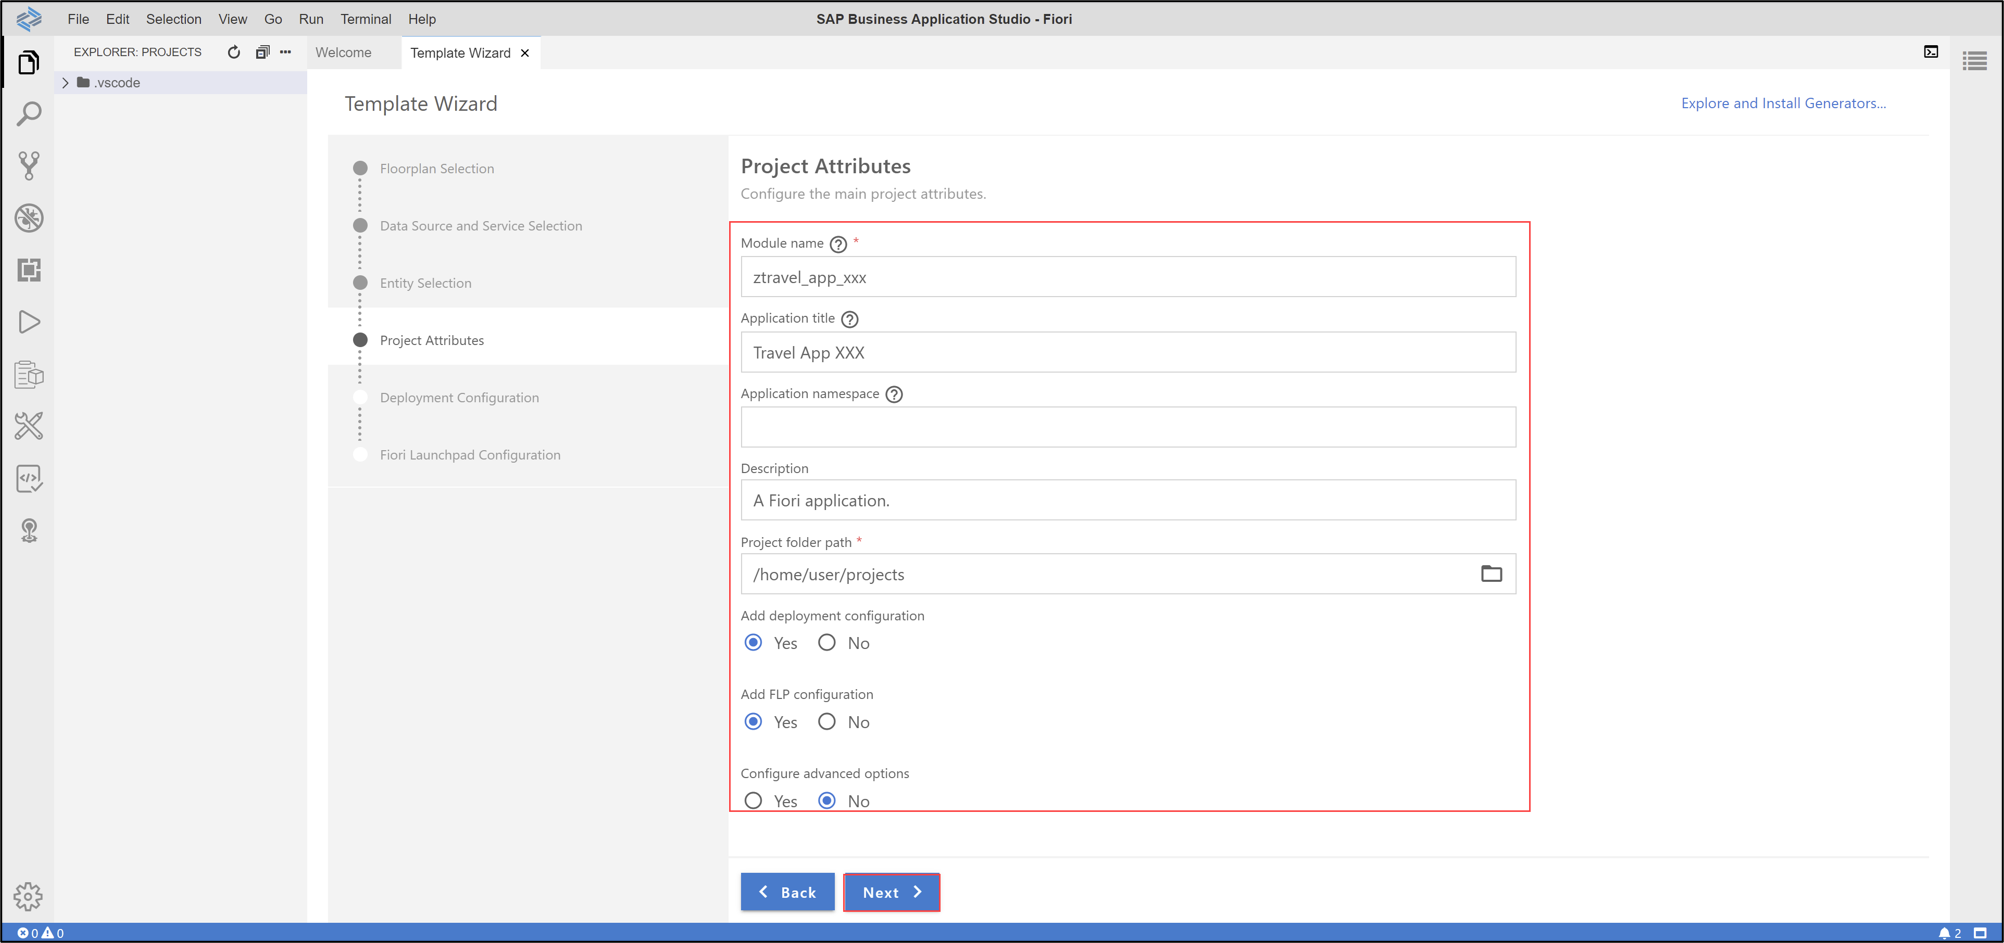 File Edit Selection View Go Run Terminal Help
SAP Business Application Studio - Fiori
EXPLORER: PROJECTS
Welcome
Template Wizard
.vscode
Template Wizard
Explore and Install Generators...
Floorplan Selection
Data Source and Service Selection
Entity Selection
Project Attributes
Deployment Configuration
Fiori Launchpad Configuration
Project Attributes
Configure the main project attributes.
Module name *
ztravel_app_xxx
Application title
Travel App XXX
Application namespace
Description
A Fiori application.
Project folder path *
/home/user/projects
Add deployment configuration
Yes No
Add FLP configuration
Yes No
Configure advanced options
Yes No
Back
Next
0 0
2